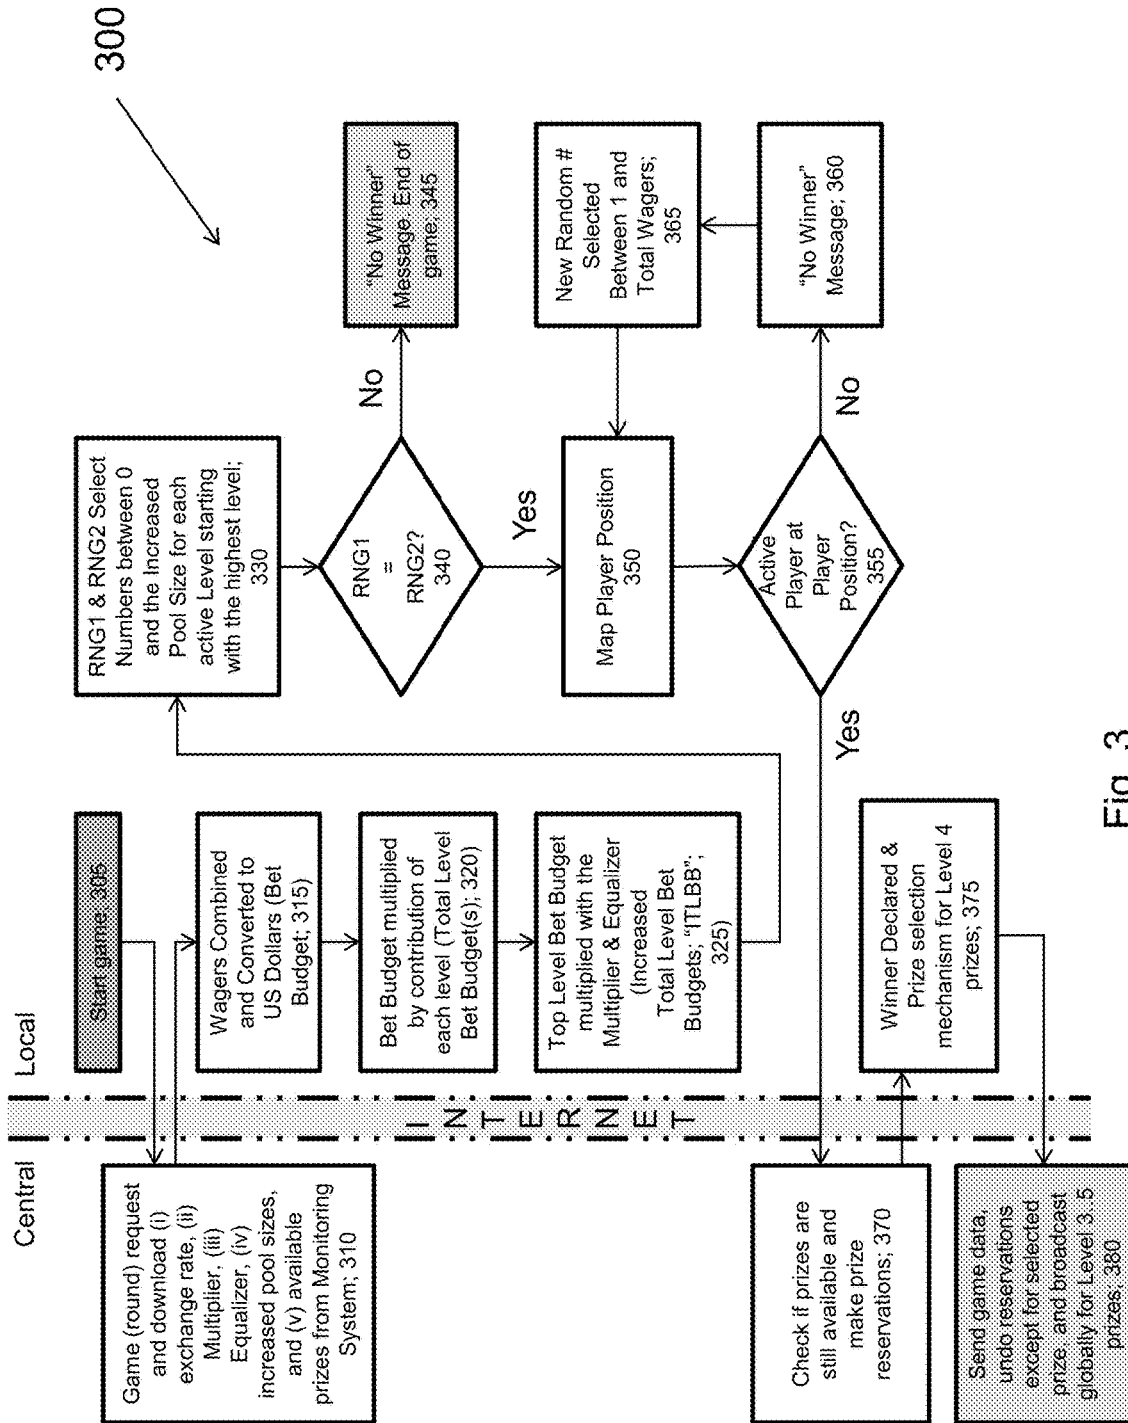 300
Central
Local
INTERNET
Start game: 305
Game (round) request
and download (i)
exchange rate, (ii)
Multiplier, (iii)
Equalizer, (iv)
increased pool sizes,
and (v) available
prizes from Monitoring
System; 310
Wagers Combined
and Converted to
US Dollars (Bet
Budget; 315)
Bet Budget multiplied
by contribution of
each level (Total Level
Bet Budget(s); 320)
Top Level Bet Budget
multiplied with the
Multiplier & Equalizer
(Increased
Total Level Bet
Budgets; “ITLBB”;
325)
RNG1 & RNG2 Select
Numbers between 0
and the Increased
Pool Size for each
active Level starting
with the highest level;
330
RNG1
=
RNG2?
340
No
“No Winner”
Message. End of
game; 345
Yes
Map Player Position
350
New Random #
Selected
Between 1 and
Total Wagers;
365
Active
Player at
Player
Position?
355
No
“No Winner”
Message; 360
Yes
Check if prizes are
still available and
make prize
reservations; 370
Winner Declared &
Prize selection
mechanism for Level 4
prizes; 375
Send game data,
undo reservations
except for selected
prize. and broadcast
globally for Level 3. 5
prizes; 380
Fig. 3